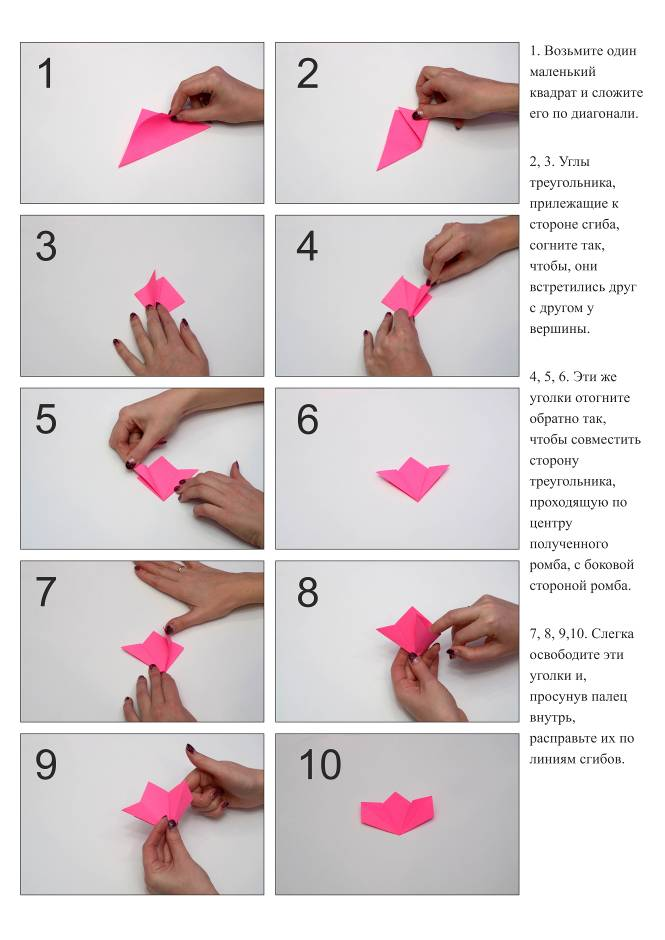 1
2
3
4
5
6
7
8
9
10
1. Возьмите один
маленький
квадрат и сложите
его по диагонали.
2, 3. Углы
треугольника,
прилежащие к
стороне сгиба,
согните так,
чтобы, они
встретились друг
с другом у
вершины.
4, 5, 6. Эти же
уголки отогните
обратно так,
чтобы совместить
сторону
треугольника,
проходящую по
центру
полученного
ромба, с боковой
стороной ромба.
7, 8, 9,10. Слегка
освободите эти
уголки и,
просунув палец
внутрь,
расправьте их по
линиям сгибов.